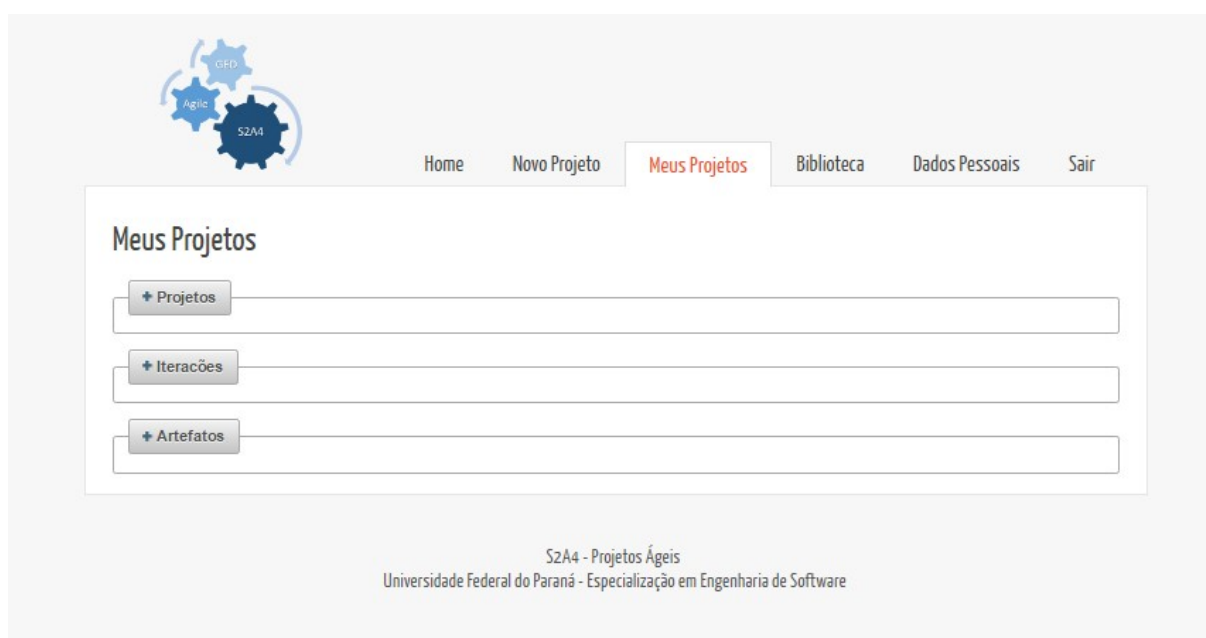 GFD
Agile
S2A4
Home Novo Projeto Meus Projetos Biblioteca Dados Pessoais Sair
Meus Projetos
+ Projetos
+ Iteracões
+ Artefatos
S2A4 - Projetos Ágeis
Universidade Federal do Paraná - Especialização em Engenharia de Software